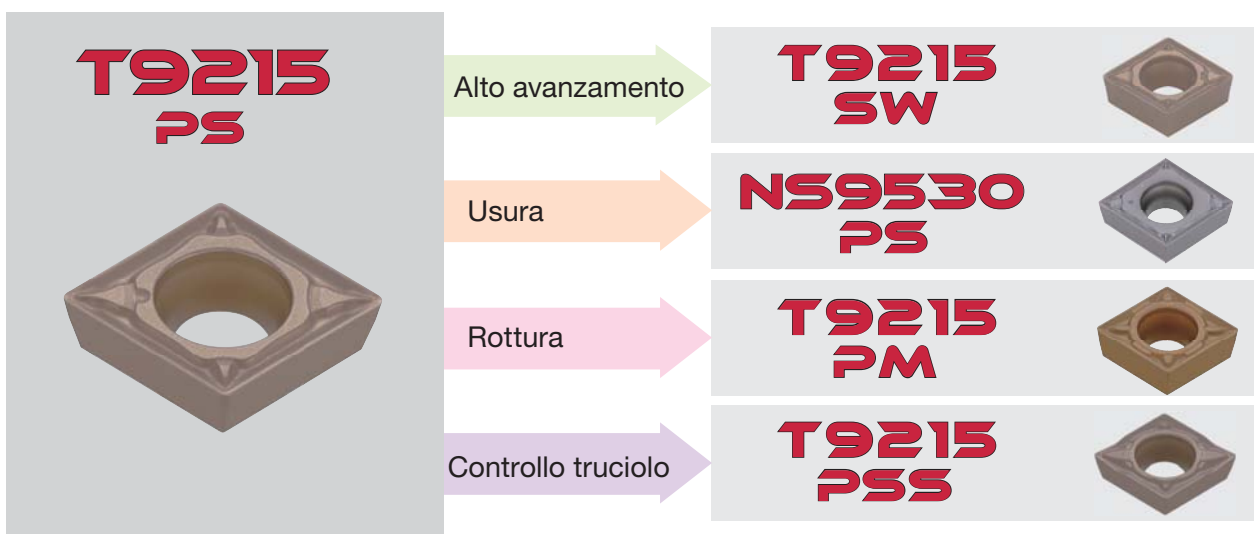 T9215
PS
Alto avanzamento
T9215
SW
Usura
NS9530
PS
Rottura
T9215
PM
Controllo truciolo
T9215
PSS